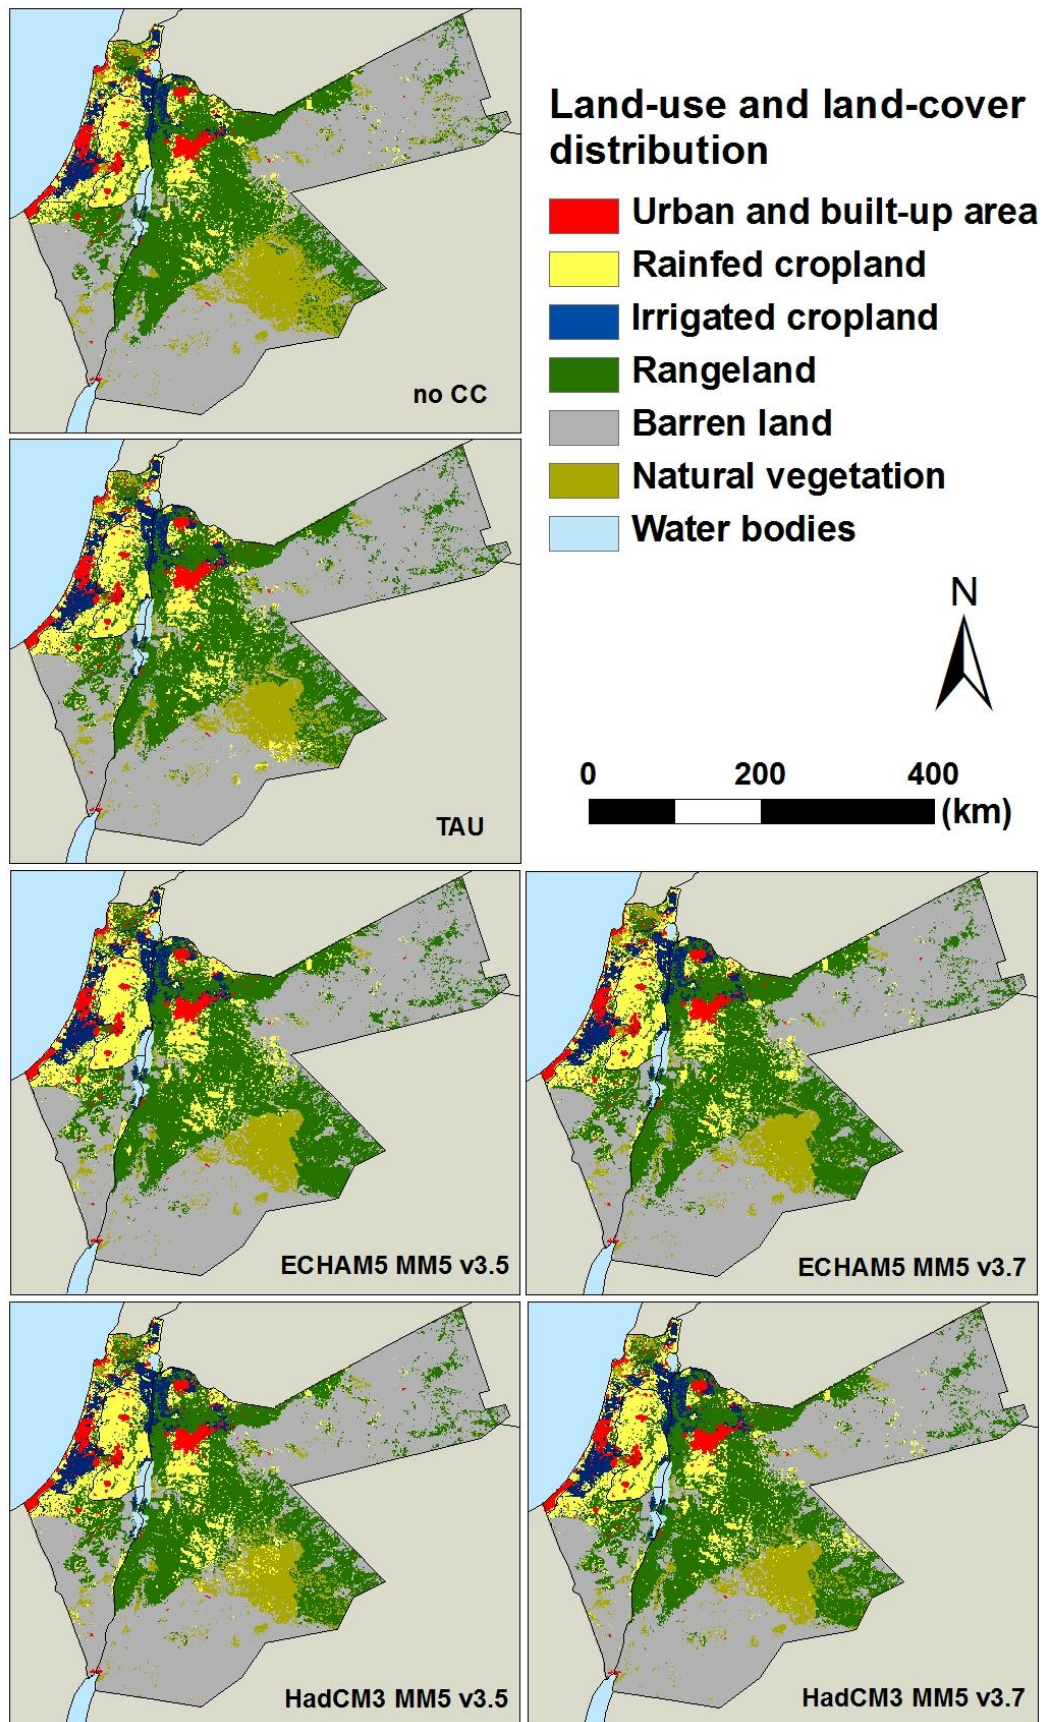 Land-use and land-cover
distribution
Urban and built-up area
Rainfed cropland
Irrigated cropland
Rangeland
Barren land
Natural vegetation
Water bodies
no CC
N
0 200 400
(km)
TAU
ECHAM5 MM5 v3.5
ECHAM5 MM5 v3.7
HadCM3 MM5 v3.5
HadCM3 MM5 v3.7